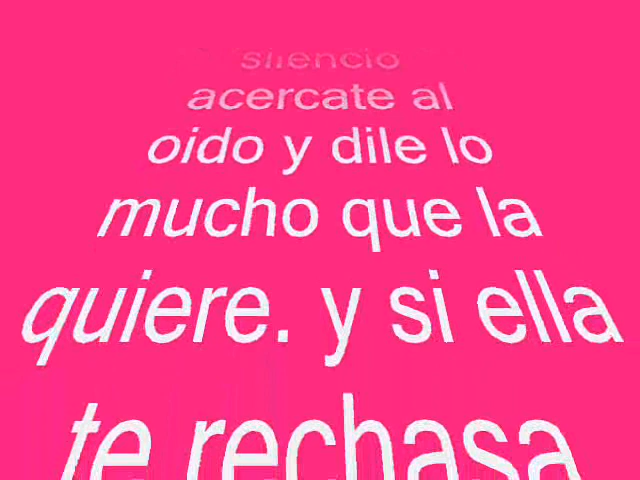 silencio
acercate al
oido y dile lo
mucho que la
quiere. y si ella
te rechasa